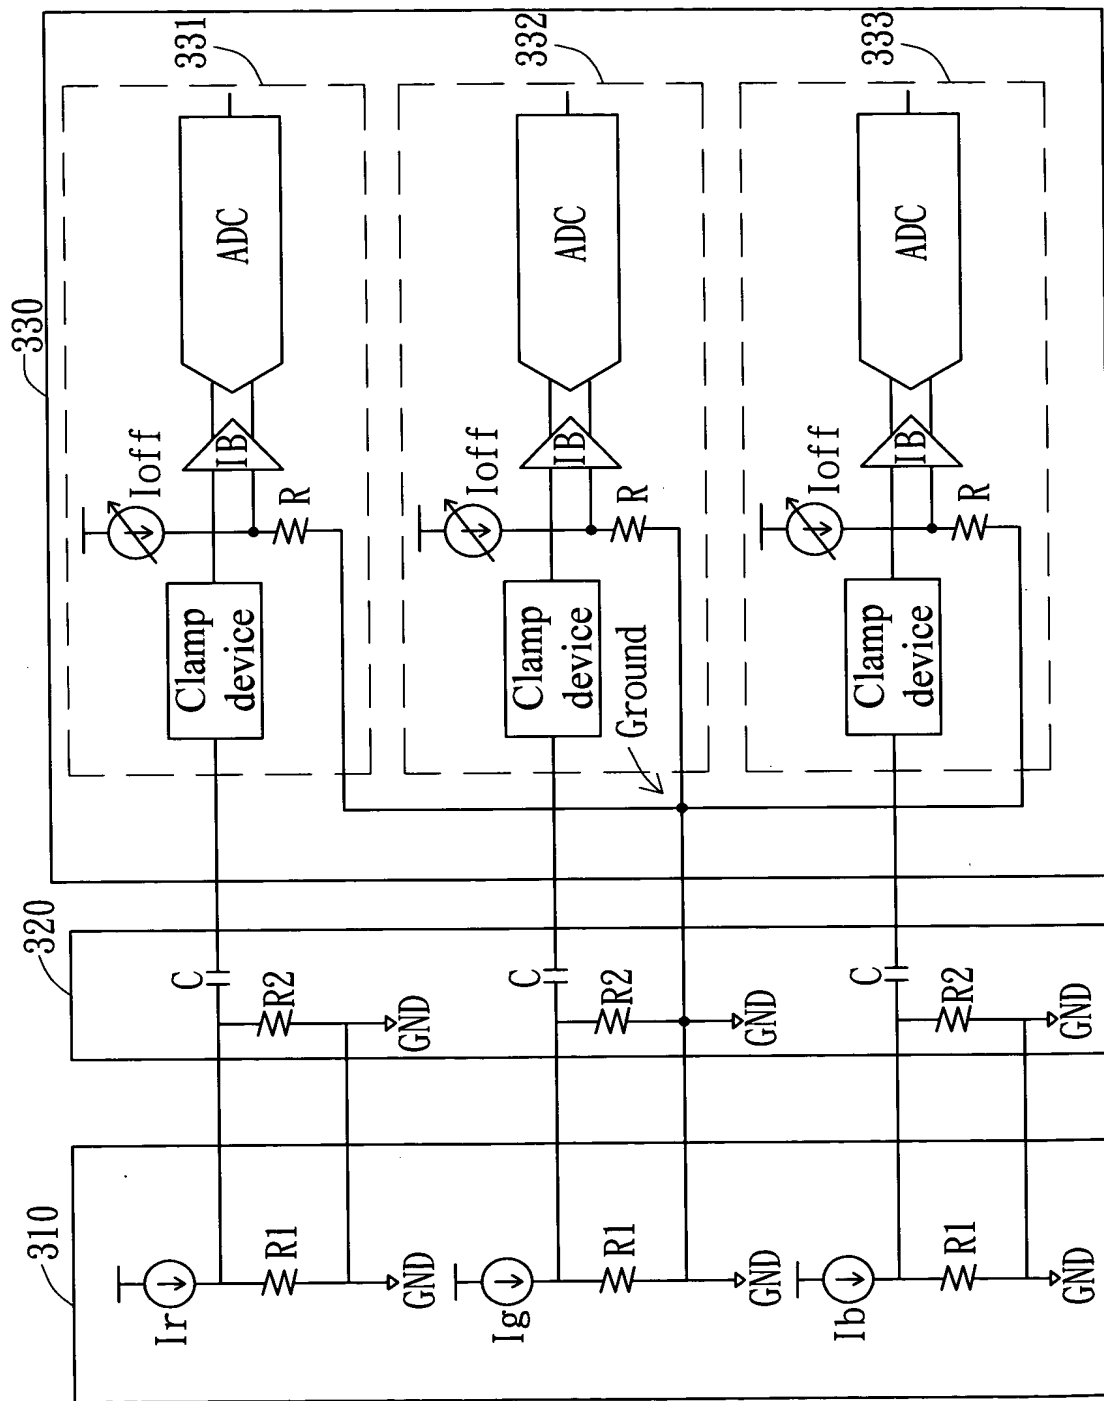 310
Ir
R1
GND
Ig
R1
GND
Ib
R1
GND
320
C
R2
GND
C
R2
GND
C
R2
GND
330
331
Clamp
device
Ioff
R
IB
ADC
332
Clamp
device
Ground
Ioff
R
IB
ADC
333
Clamp
device
Ioff
R
IB
ADC